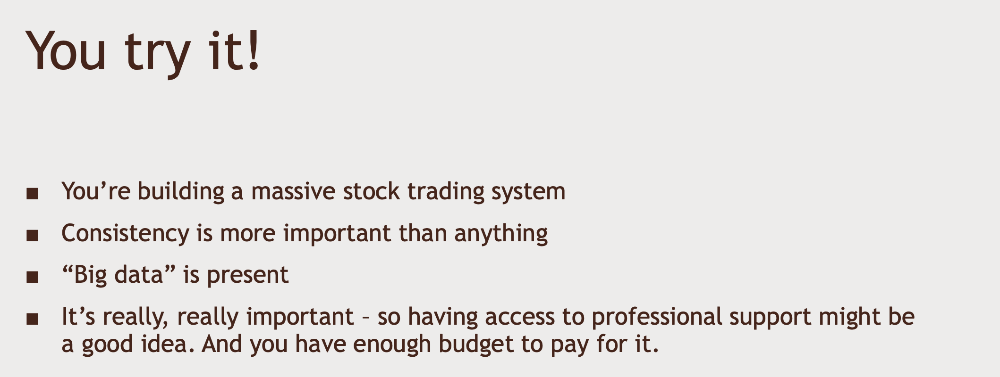 You try it!
■ You’re building a massive stock trading system
■ Consistency is more important than anything
■ “Big data” is present
■ It’s really, really important – so having access to professional support might be
a good idea. And you have enough budget to pay for it.